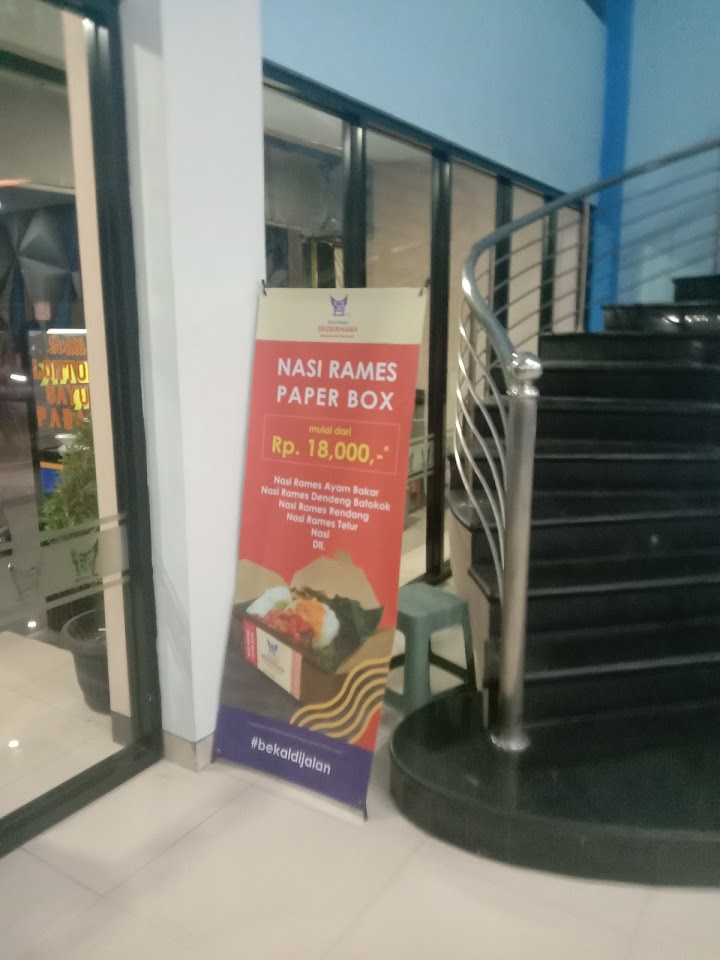 SEDERHANA
NASI RAMES
PAPER BOX
mulai dari
Rp. 18,000,-*
Nasi Rames Ayam Bakar
Nasi Rames Dendeng Batokok
Nasi Rames Rendang
Nasi Rames Telur
Nasi
Dll.
#bekaldijalan